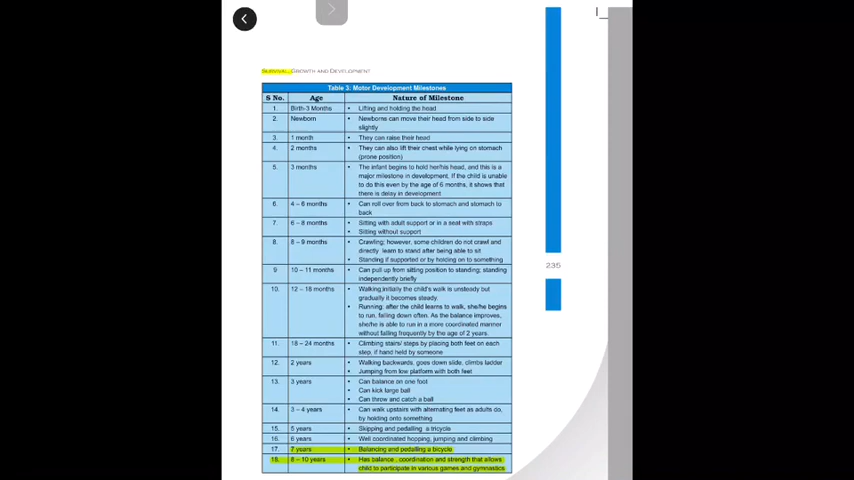 SURVIVAL, GROWTH AND DEVELOPMENT
Table 3: Motor Development Milestones
S No. Age Nature of Milestone
1. Birth-3 Months • Lifting and holding the head
2. Newborn • Newborns can move their head from side to side
slightly
3. 1 month • They can raise their head
4. 2 months • They can also lift their chest while lying on stomach
(prone position)
5. 3 months • The infant begins to hold her/his head, and this is a
major milestone in development. If the child is unable
to do this even by the age of 6 months, it shows that
there is delay in development
6. 4 – 6 months • Can roll over from back to stomach and stomach to
back
7. 6 – 8 months • Sitting with adult support or in a seat with straps
• Sitting without support
8. 8 – 9 months • Crawling; however, some children do not crawl and
directly learn to stand after being able to sit
• Standing if supported or by holding on to something
9 10 – 11 months • Can pull up from sitting position to standing; standing
independently briefly
10. 12 – 18 months • Walking;initially the child's walk is unsteady but
gradually it becomes steady.
• Running: after the child learns to walk, she/he begins
to run, falling down often. As the balance improves,
she/he is able to run in a more coordinated manner
without falling frequently by the age of 2 years.
11. 18 – 24 months • Climbing stairs/ steps by placing both feet on each
step, if hand held by someone
12. 2 years • Walking backwards, goes down slide, climbs ladder
• Jumping from low platform with both feet
13. 3 years • Can balance on one foot
• Can kick large ball
• Can throw and catch a ball
14. 3 – 4 years • Can walk upstairs with alternating feet as adults do,
by holding onto something
15. 5 years • Skipping and pedalling a tricycle
16. 6 years • Well coordinated hopping, jumping and climbing
17. 7 years • Balancing and pedalling a bicycle
18. 8 – 10 years • Has balance , coordination and strength that allows
child to participate in various games and gymnastics
235